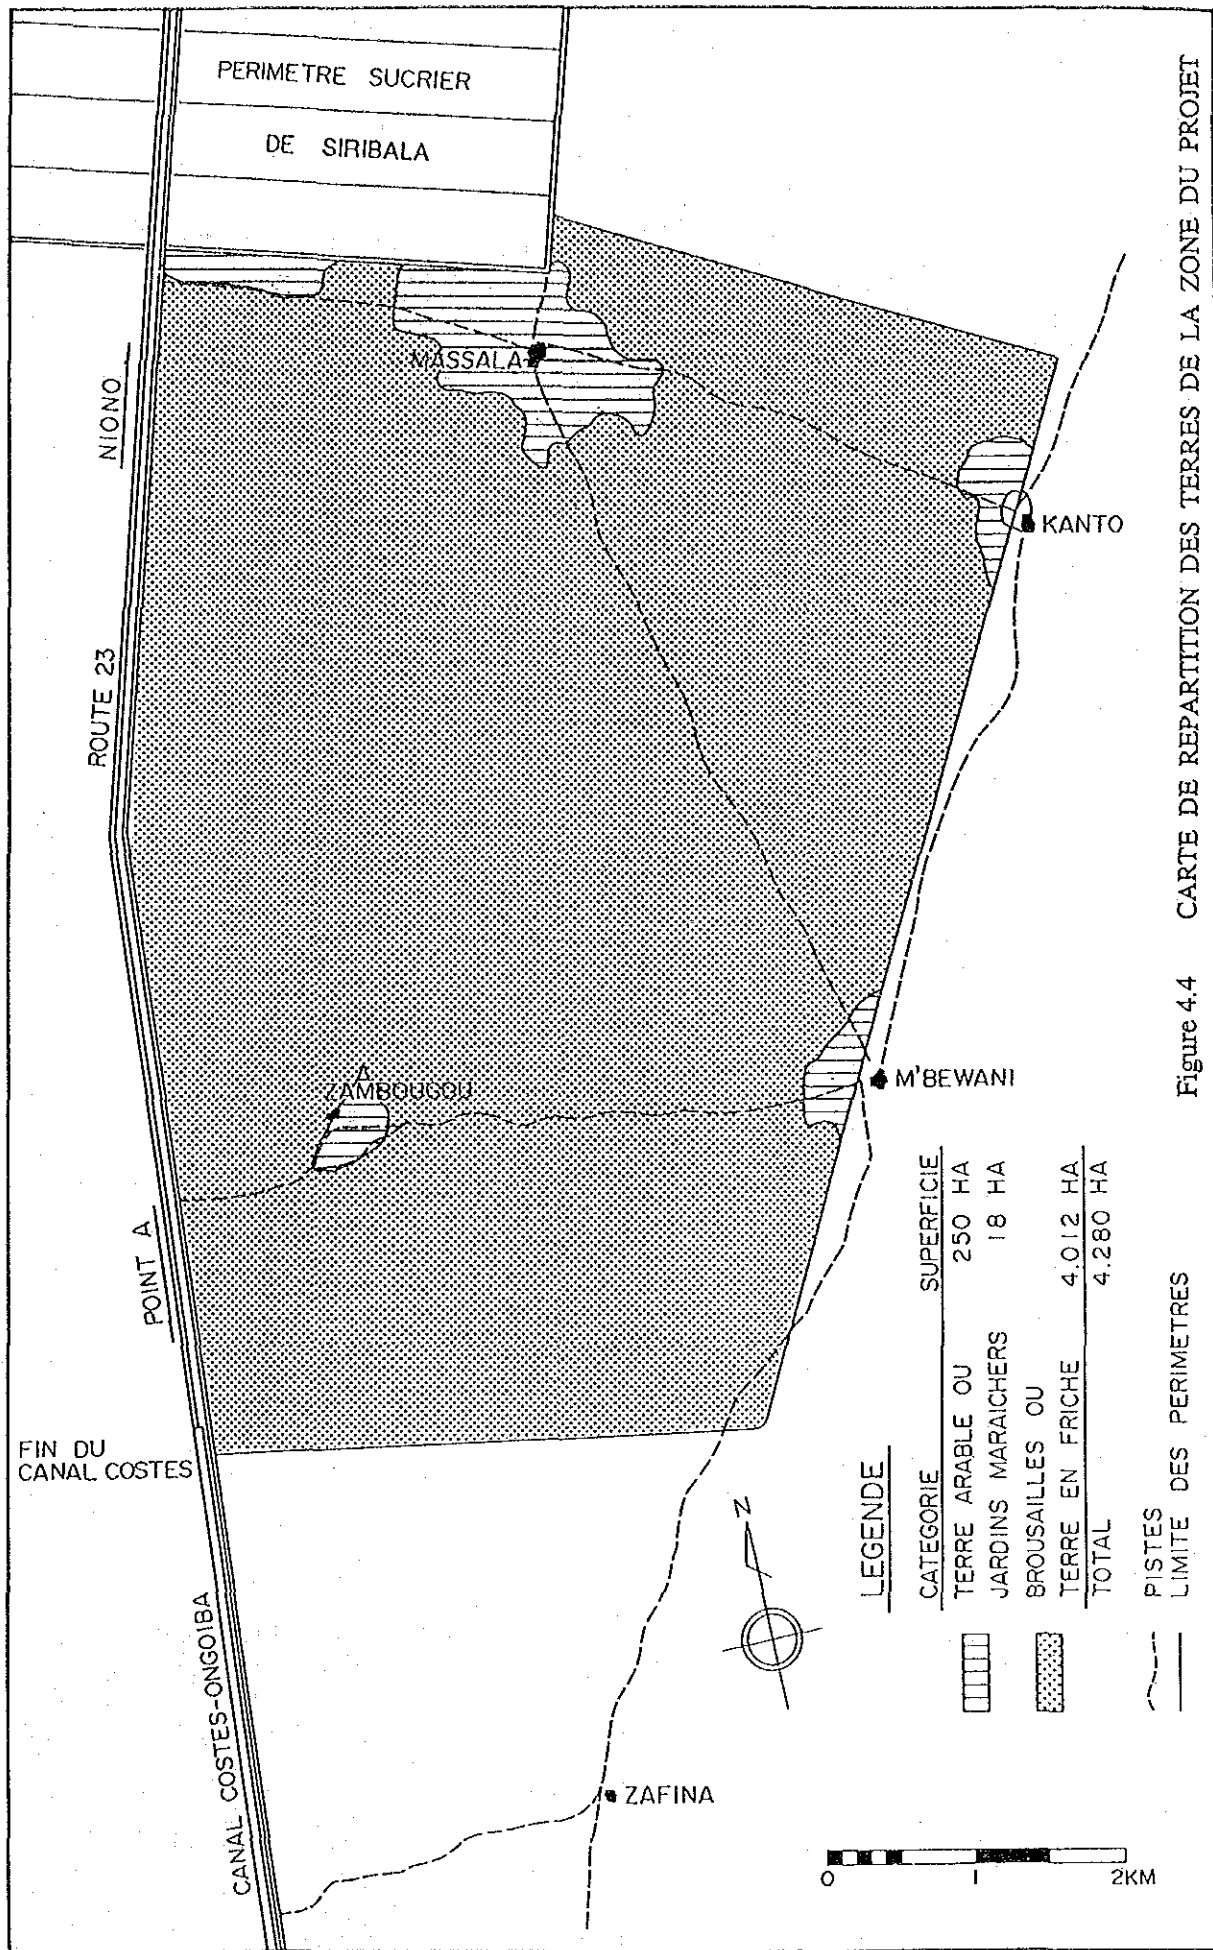 PERIMETRE SUCRIER
DE SIRIBALA
NIONO
ROUTE 23
MASSALA
KANTO
ZAMBOUGOU
M'BEWANI
POINT A
FIN DU
CANAL COSTES
CANAL COSTES-ONGOIBA
ZAFINA
N
LEGENDE
CATEGORIE SUPERFICIE
TERRE ARABLE OU 250 HA
JARDINS MARAICHERS 18 HA
BROUSAILLES OU
TERRE EN FRICHE 4.012 HA
TOTAL 4.280 HA
PISTES
LIMITE DES PERIMETRES
0 1 2KM
Figure 4.4 CARTE DE REPARTITION DES TERRES DE LA ZONE DU PROJET